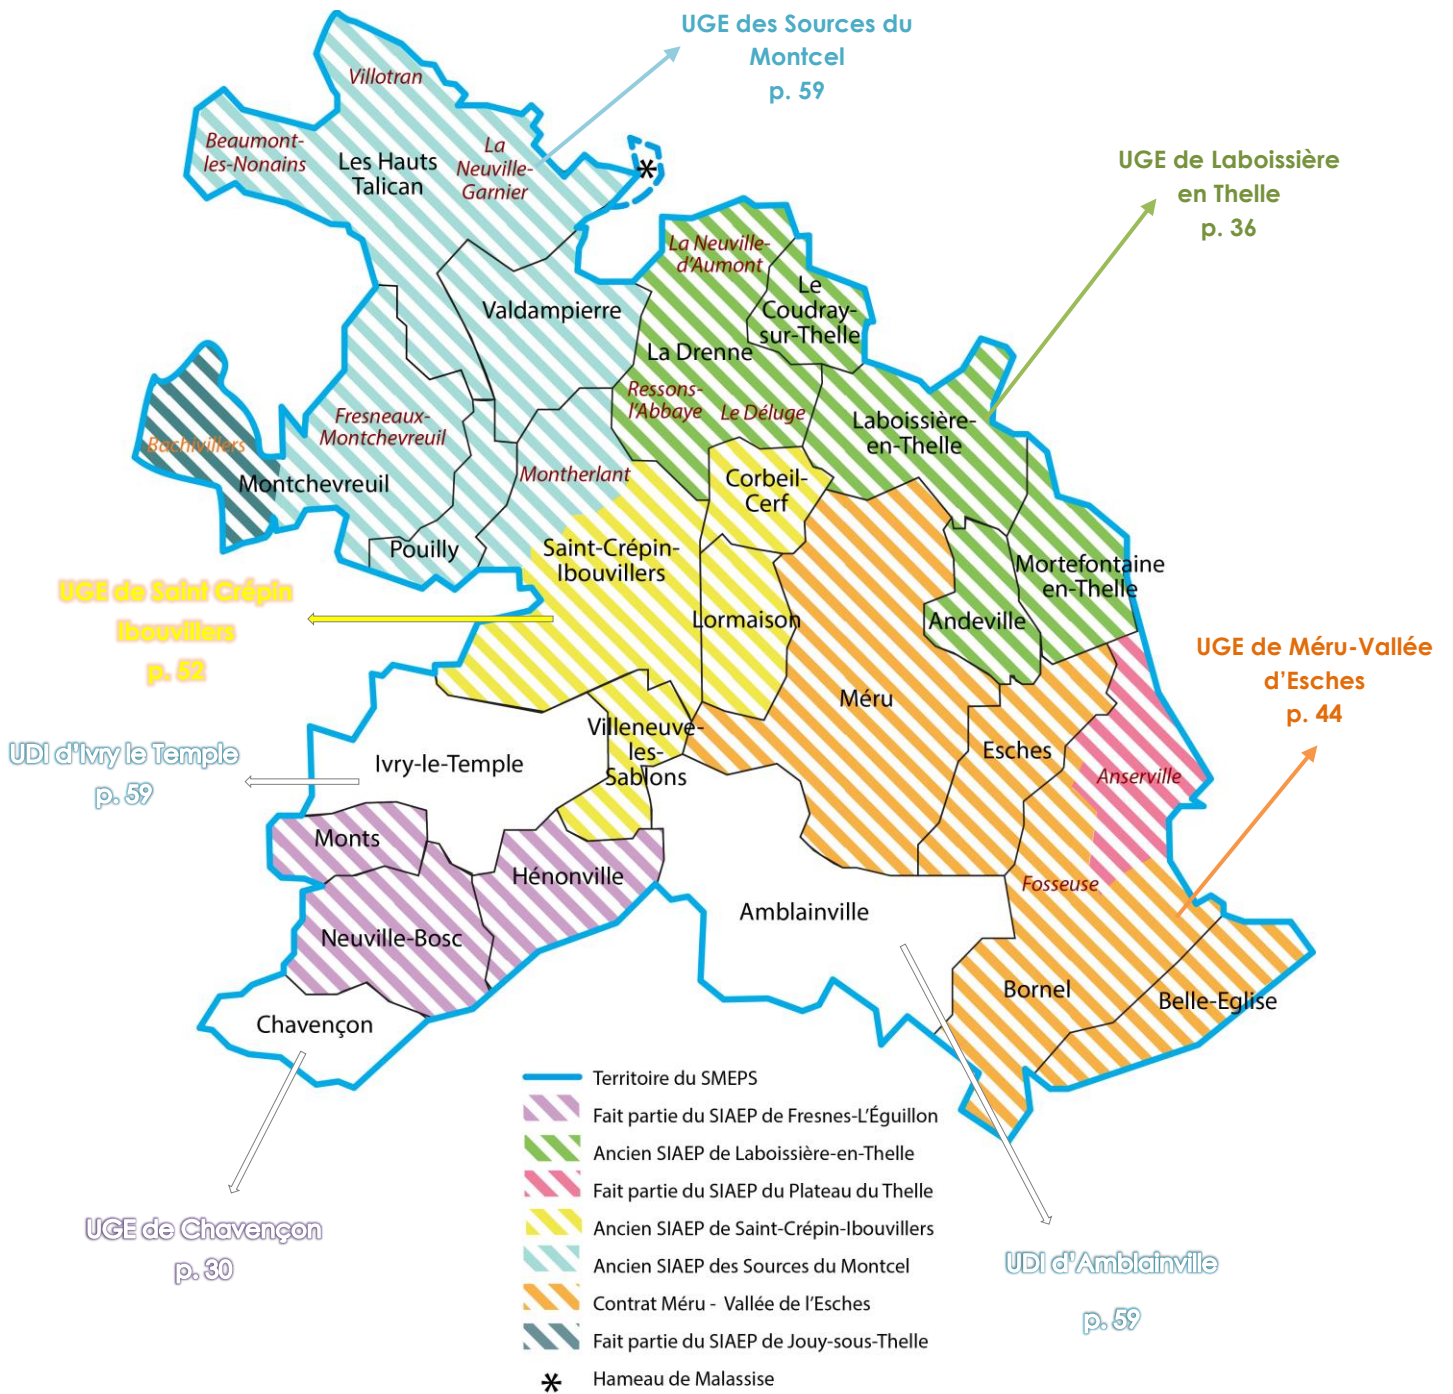 UGE des Sources du
Montcel
p. 59
Villotran
Beaumont-
les-Nonains
La
Neuville-
Garnier
Les Hauts
Talican
*
UGE de Laboissière
en Thelle
p. 36
La Neuville-
d'Aumont
Le
Coudray-
sur-Thelle
Valdampierre
La Drenne
Ressons-
l'Abbaye
Le Déluge
Laboissière-
en-Thelle
Fresneaux-
Montchevreuil
Bachivillers
Montchevreuil
Montherlant
Corbeil-
Cerf
Pouilly
Saint-Crépin-
Ibouvillers
Mortefontaine
en-Thelle
UGE de Saint Crépin
Ibouvillers
p. 52
Lormaison
Andeville
UGE de Méru-Vallée
d'Esches
p. 44
Méru
Villeneuve-
les-
Sablons
Esches
Anserville
UDI d'Ivry le Temple
p. 59
Ivry-le-Temple
Monts
Hénonville
Fosseuse
Amblainville
Neuville-Bosc
Bornel
Belle-Eglise
Chavençon
Territoire du SMEPS
Fait partie du SIAEP de Fresnes-L'Éguillon
Ancien SIAEP de Laboissière-en-Thelle
Fait partie du SIAEP du Plateau du Thelle
Ancien SIAEP de Saint-Crépin-Ibouvillers
Ancien SIAEP des Sources du Montcel
Contrat Méru - Vallée de l'Esches
Fait partie du SIAEP de Jouy-sous-Thelle
* Hameau de Malassise
UGE de Chavençon
p. 30
UDI d'Amblainville
p. 59